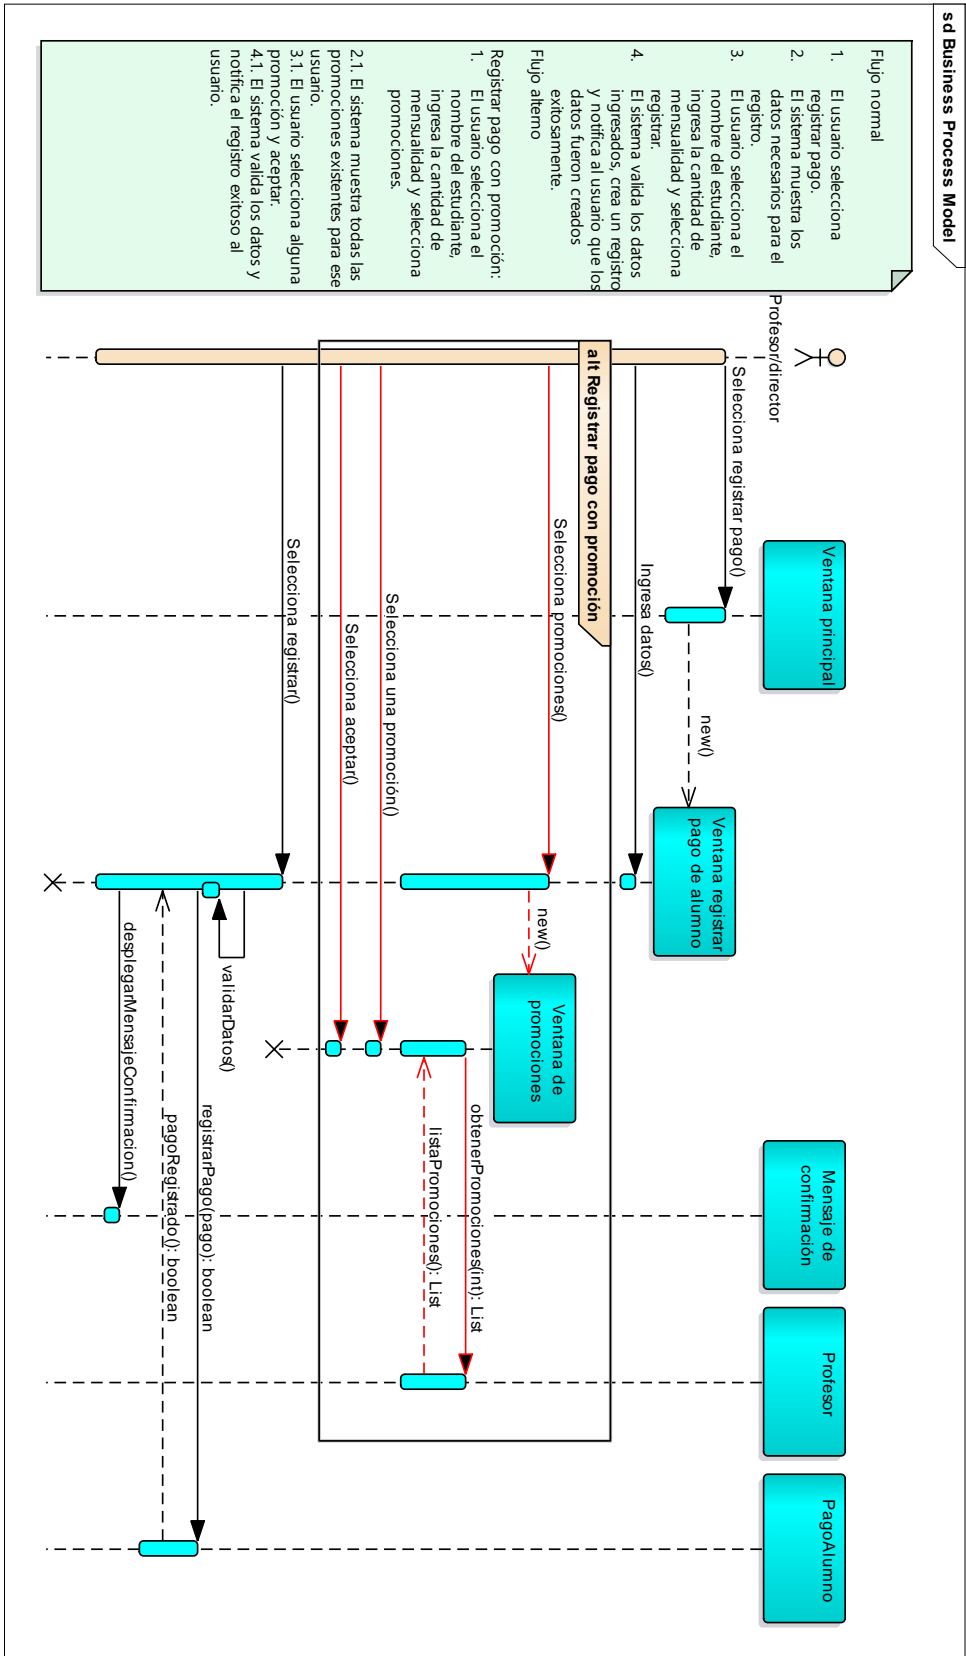 sd Business Process Model
Flujo normal
1. El usuario selecciona
registrar pago.
2. El sistema muestra los
datos necesarios para el
registro.
3. El usuario selecciona el
nombre del estudiante,
ingresa la cantidad de
mensualidad y selecciona
registrar.
4. El sistema valida los datos
ingresados, crea un registro
y notifica al usuario que los
datos fueron creados
exitosamente.
Flujo alterno
Registrar pago con promoción:
1. El usuario selecciona el
nombre del estudiante,
ingresa la cantidad de
mensualidad y selecciona
promociones.
2.1. El sistema muestra todas las
promociones existentes para ese
usuario.
3.1. El usuario selecciona alguna
promoción y aceptar.
4.1. El sistema valida los datos y
notifica el registro exitoso al
usuario.
Profesor/director
Ventana principal
Ventana registrar
pago de alumno
Ventana de
promociones
Mensaje de
confirmación
Profesor
PagoAlumno
Selecciona registrar pago()
new()
Ingresa datos()
alt Registrar pago con promoción
Selecciona promociones()
new()
obtenerPromociones(int): List
listaPromociones(): List
Selecciona una promoción()
Selecciona aceptar()
Selecciona registrar()
validarDatos()
registrarPago(pago): boolean
pagoRegistrado(): boolean
desplegarMensajeConfirmacion()